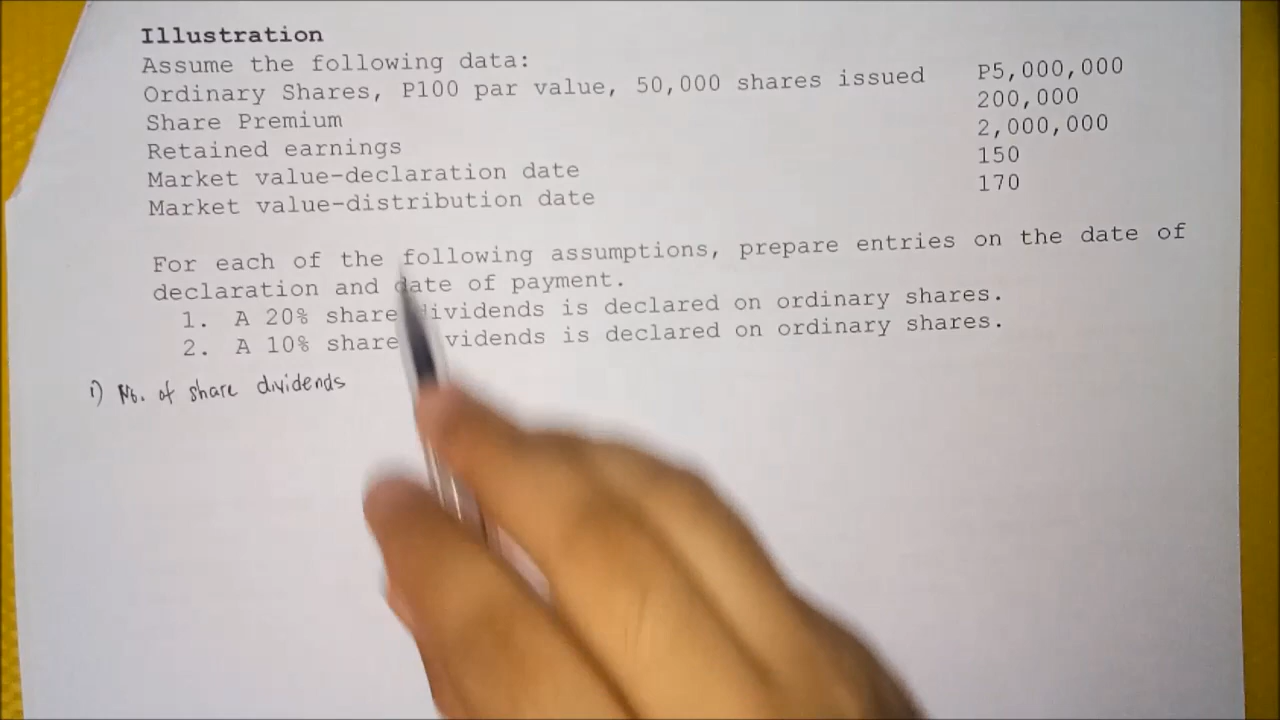 Illustration
Assume the following data:
Ordinary Shares, P100 par value, 50,000 shares issued P5,000,000
Share Premium 200,000
Retained earnings 2,000,000
Market value-declaration date 150
Market value-distribution date 170
For each of the following assumptions, prepare entries on the date of
declaration and date of payment.
1. A 20% share dividends is declared on ordinary shares.
2. A 10% share vidends is declared on ordinary shares.
1) No. of share dividends